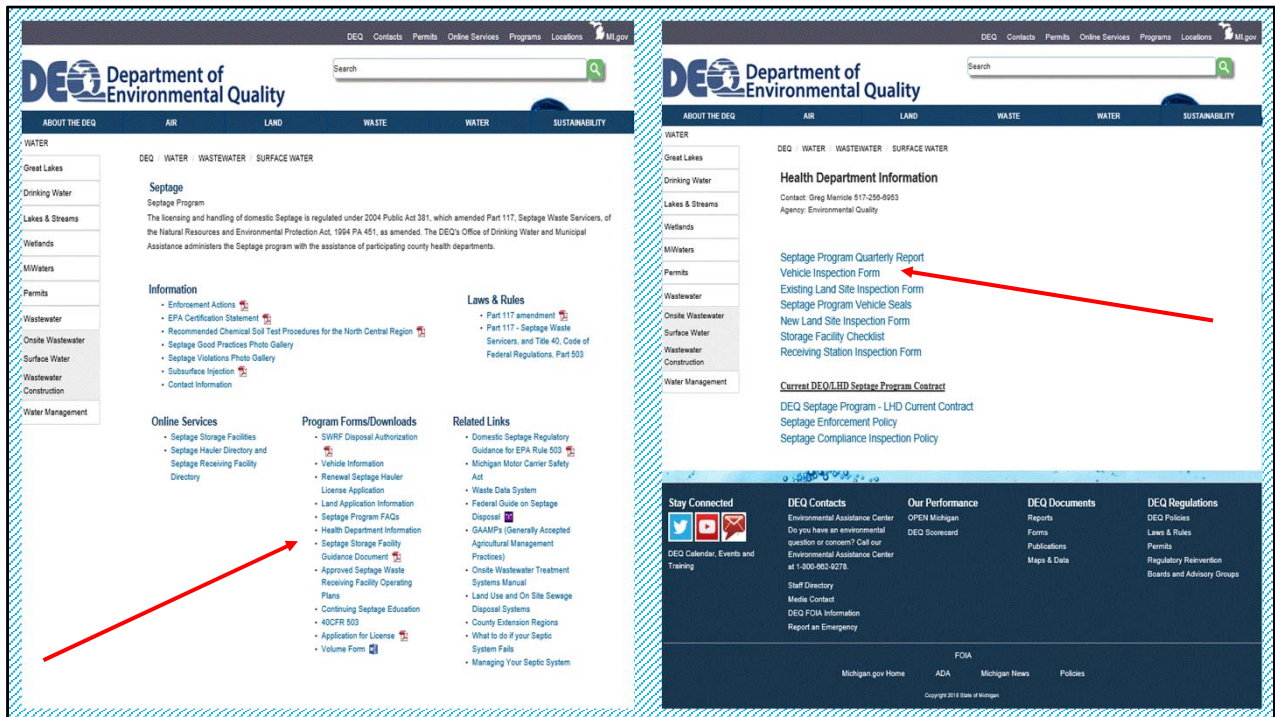 DEQ Contacts Permits Online Services Programs Locations MI.gov
DEQ Department of
Environmental Quality
Search
ABOUT THE DEQ AIR LAND WASTE WATER SUSTAINABILITY
WATER
Great Lakes
Drinking Water
Lakes & Streams
Wetlands
MiWaters
Permits
Wastewater
Onsite Wastewater
Surface Water
Wastewater
Construction
Water Management
DEQ / WATER / WASTEWATER / SURFACE WATER
Septage
Septage Program
The licensing and handling of domestic Septage is regulated under 2004 Public Act 381, which amended Part 117, Septage Waste Servicers, of
the Natural Resources and Environmental Protection Act, 1994 PA 451, as amended. The DEQ's Office of Drinking Water and Municipal
Assistance administers the Septage program with the assistance of participating county health departments.
Information
• Enforcement Actions
• EPA Certification Statement
• Recommended Chemical Soil Test Procedures for the North Central Region
• Septage Good Practices Photo Gallery
• Septage Violations Photo Gallery
• Subsurface Injection
• Contact Information
Laws & Rules
• Part 117 amendment
• Part 117 - Septage Waste
Servicers, and Title 40, Code of
Federal Regulations, Part 503
Online Services
• Septage Storage Facilities
• Septage Hauler Directory and
Septage Receiving Facility
Directory
Program Forms/Downloads
• SWRF Disposal Authorization
• Vehicle Information
• Renewal Septage Hauler
License Application
• Land Application Information
• Septage Program FAQs
• Health Department Information
• Septage Storage Facility
Guidance Document
• Approved Septage Waste
Receiving Facility Operating
Plans
• Continuing Septage Education
• 40CFR 503
• Application for License
• Volume Form
Related Links
• Domestic Septage Regulatory
Guidance for EPA Rule 503
• Michigan Motor Carrier Safety
Act
• Waste Data System
• Federal Guide on Septage
Disposal
• GAAMPs (Generally Accepted
Agricultural Management
Practices)
• Onsite Wastewater Treatment
Systems Manual
• Land Use and On Site Sewage
Disposal Systems
• County Extension Regions
• What to do if your Septic
System Fails
• Managing Your Septic System
DEQ Contacts Permits Online Services Programs Locations MI.gov
DEQ Department of
Environmental Quality
Search
ABOUT THE DEQ AIR LAND WASTE WATER SUSTAINABILITY
WATER
Great Lakes
Drinking Water
Lakes & Streams
Wetlands
MiWaters
Permits
Wastewater
Onsite Wastewater
Surface Water
Wastewater
Construction
Water Management
DEQ / WATER / WASTEWATER / SURFACE WATER
Health Department Information
Contact: Greg Merricle 517-256-6953
Agency: Environmental Quality
Septage Program Quarterly Report
Vehicle Inspection Form
Existing Land Site Inspection Form
Septage Program Vehicle Seals
New Land Site Inspection Form
Storage Facility Checklist
Receiving Station Inspection Form
Current DEQ/LHD Septage Program Contract
DEQ Septage Program - LHD Current Contract
Septage Enforcement Policy
Septage Compliance Inspection Policy
Stay Connected
DEQ Calendar, Events and
Training
DEQ Contacts
Environmental Assistance Center
Do you have an environmental
question or concern? Call our
Environmental Assistance Center
at 1-800-662-9278.
Staff Directory
Media Contact
DEQ FOIA Information
Report an Emergency
Our Performance
OPEN Michigan
DEQ Scorecard
DEQ Documents
Reports
Forms
Publications
Maps & Data
DEQ Regulations
DEQ Policies
Laws & Rules
Permits
Regulatory Reinvention
Boards and Advisory Groups
FOIA
Michigan.gov Home ADA Michigan News Policies
Copyright 2018 State of Michigan